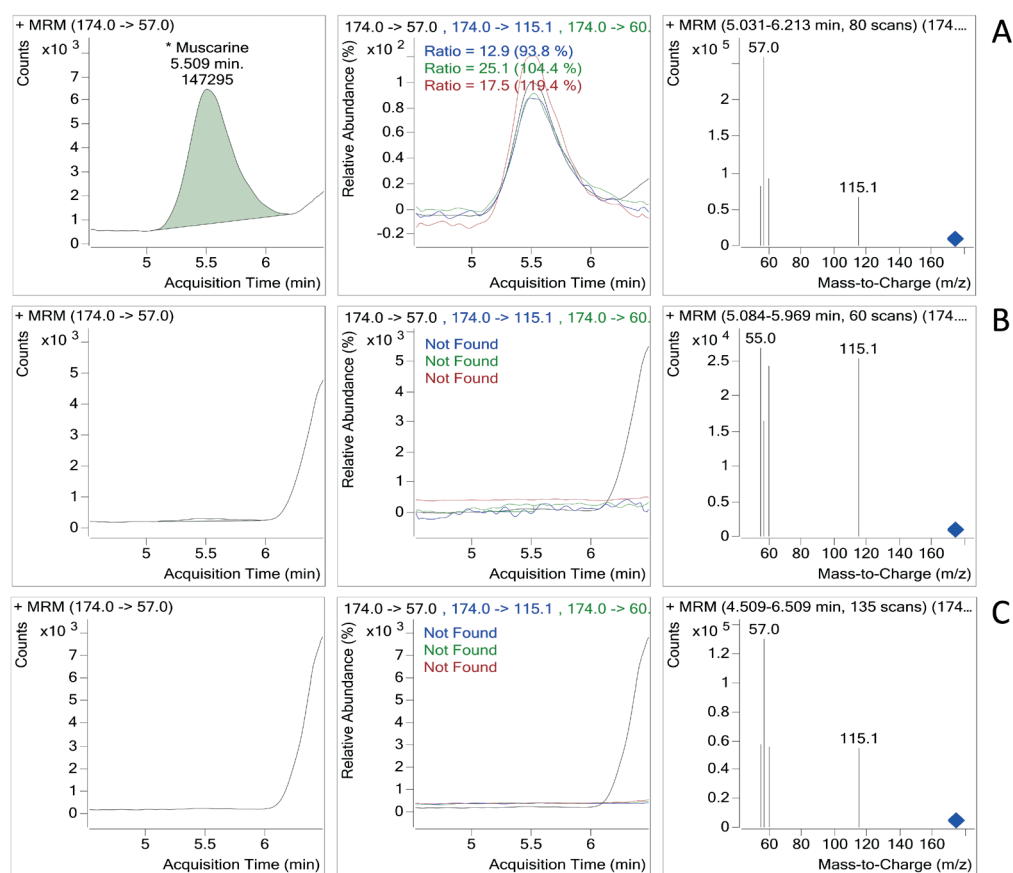 + MRM (174.0 -> 57.0)
Counts
x10 3
* Muscarine
5.509 min.
147295
7
6
5
4
3
2
1
0
5
5.5
6
Acquisition Time (min)
174.0 -> 57.0 , 174.0 -> 115.1 , 174.0 -> 60.
Relative Abundance (%)
x10 2
Ratio = 12.9 (93.8 %)
Ratio = 25.1 (104.4 %)
Ratio = 17.5 (119.4 %)
1
0.8
0.6
0.4
0.2
0
-0.2
5
5.5
6
Acquisition Time (min)
+ MRM (5.031-6.213 min, 80 scans) (174....
Counts
x10 5
57.0
115.1
2
1.5
1
0.5
0
60 80 100 120 140 160
Mass-to-Charge (m/z)
A
+ MRM (174.0 -> 57.0)
Counts
x10 3
5
4
3
2
1
0
5
5.5
6
Acquisition Time (min)
174.0 -> 57.0 , 174.0 -> 115.1 , 174.0 -> 60.
Relative Abundance (%)
x10 3
Not Found
Not Found
Not Found
5
4
3
2
1
0
5
5.5
6
Acquisition Time (min)
+ MRM (5.084-5.969 min, 60 scans) (174....
Counts
x10 4
55.0
115.1
2.5
2
1.5
1
0.5
0
60 80 100 120 140 160
Mass-to-Charge (m/z)
B
+ MRM (174.0 -> 57.0)
Counts
x10 3
7
6
5
4
3
2
1
0
5
5.5
6
Acquisition Time (min)
174.0 -> 57.0 , 174.0 -> 115.1 , 174.0 -> 60.
Relative Abundance (%)
x10 3
Not Found
Not Found
Not Found
7
6
5
4
3
2
1
0
5
5.5
6
Acquisition Time (min)
+ MRM (4.509-6.509 min, 135 scans) (174...
Counts
x10 5
57.0
115.1
1.2
1
0.8
0.6
0.4
0.2
0
60 80 100 120 140 160
Mass-to-Charge (m/z)
C